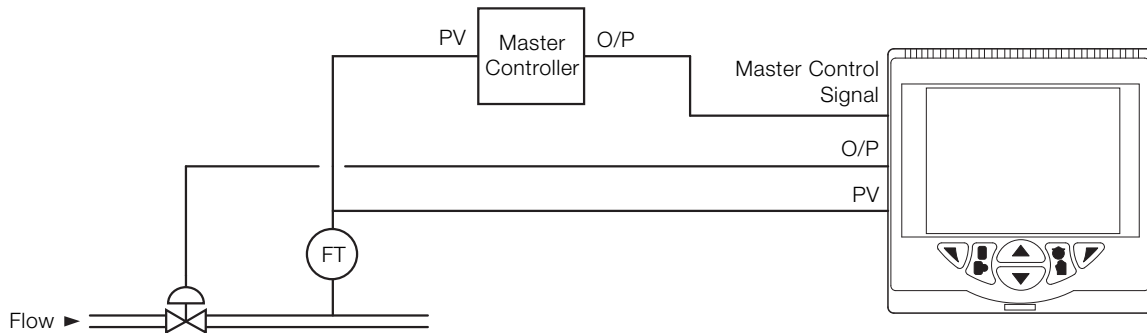 PV
Master
Controller
O/P
Master Control
Signal
O/P
PV
FT
Flow ►